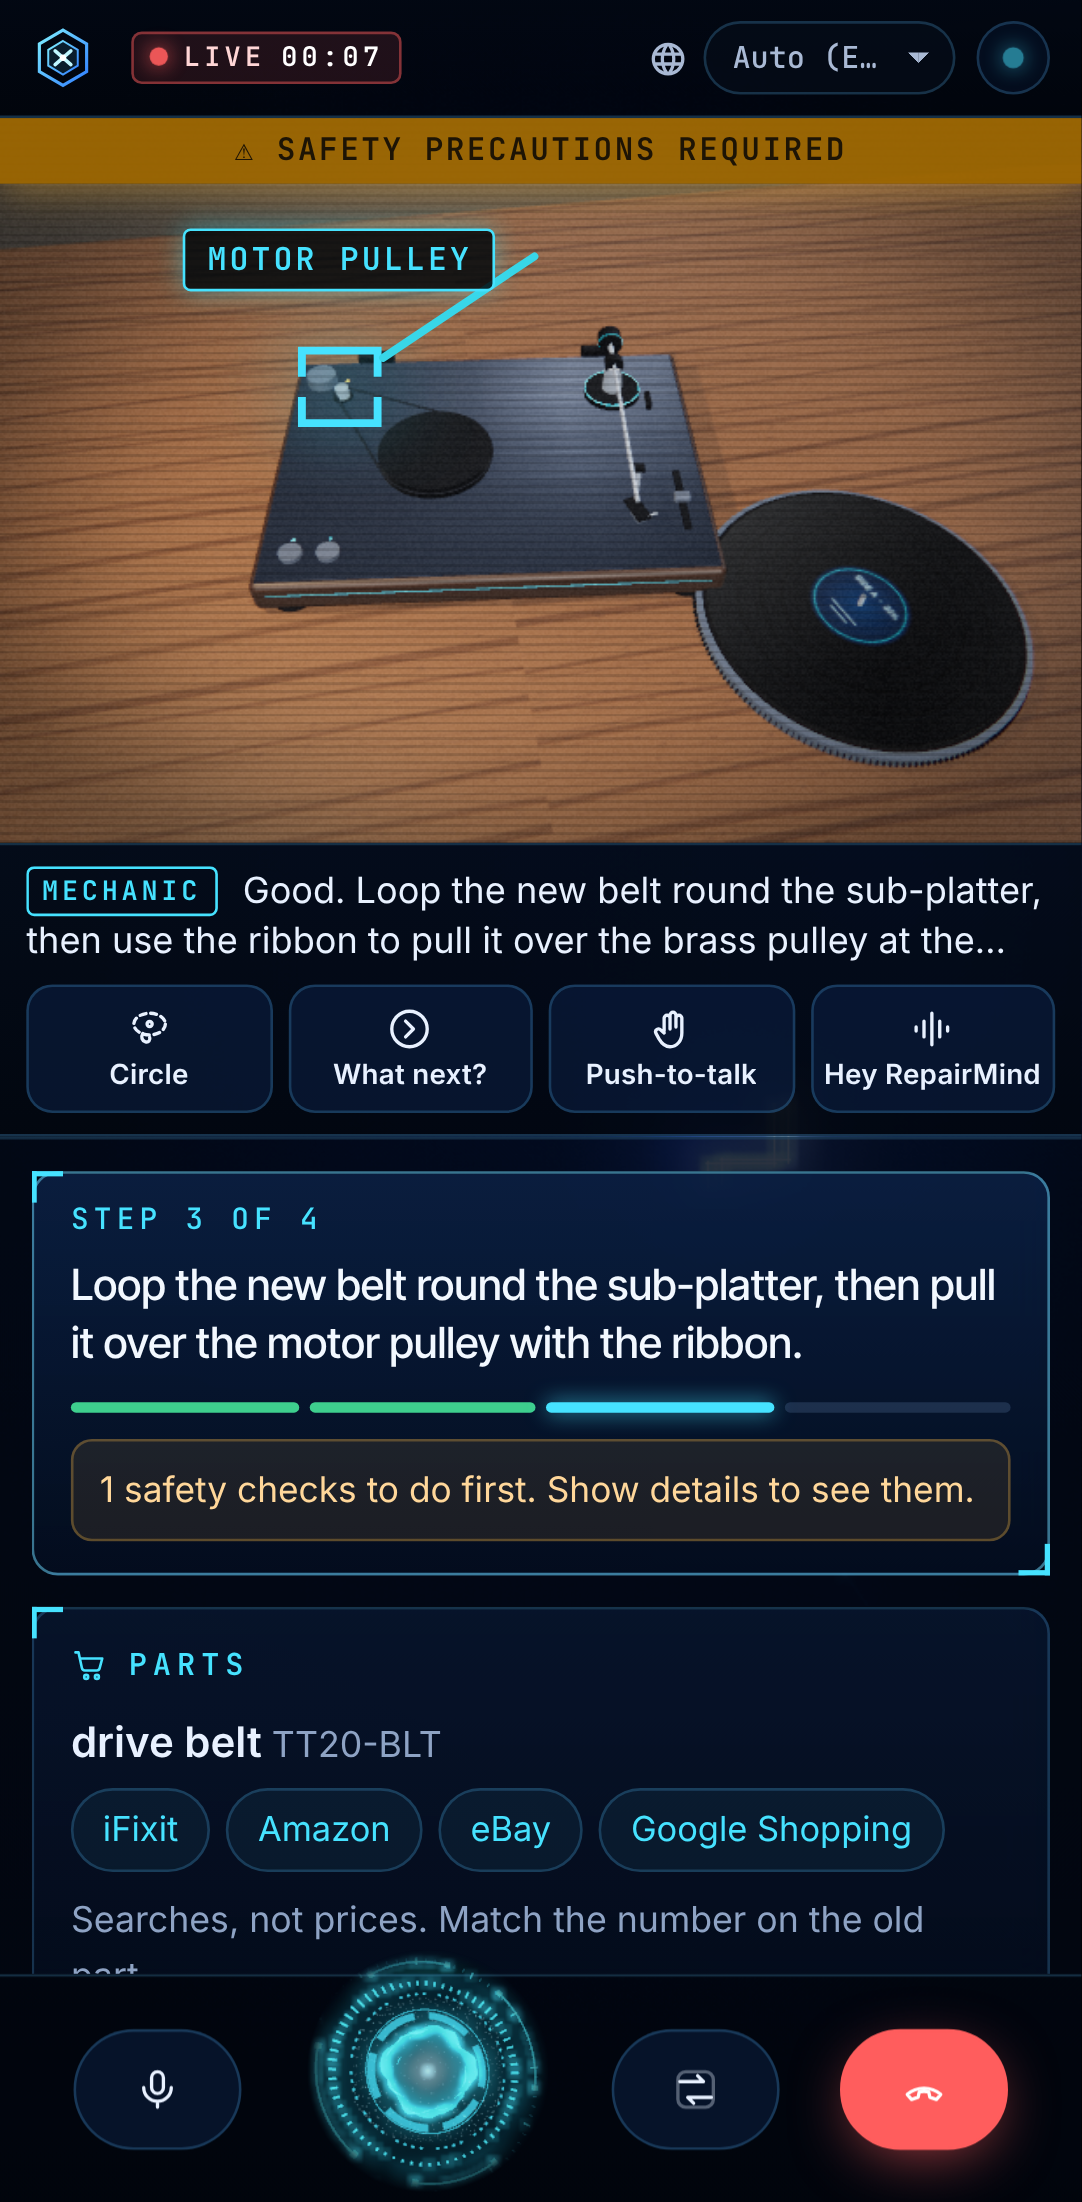 LIVE 00:07
Auto (E…
⚠ SAFETY PRECAUTIONS REQUIRED
MOTOR PULLEY
MECHANIC Good. Loop the new belt round the sub-platter,
then use the ribbon to pull it over the brass pulley at the…
Circle
What next?
Push-to-talk
Hey RepairMind
STEP 3 OF 4
Loop the new belt round the sub-platter, then pull
it over the motor pulley with the ribbon.
1 safety checks to do first. Show details to see them.
PARTS
drive belt TT20-BLT
iFixit
Amazon
eBay
Google Shopping
Searches, not prices. Match the number on the old
part.